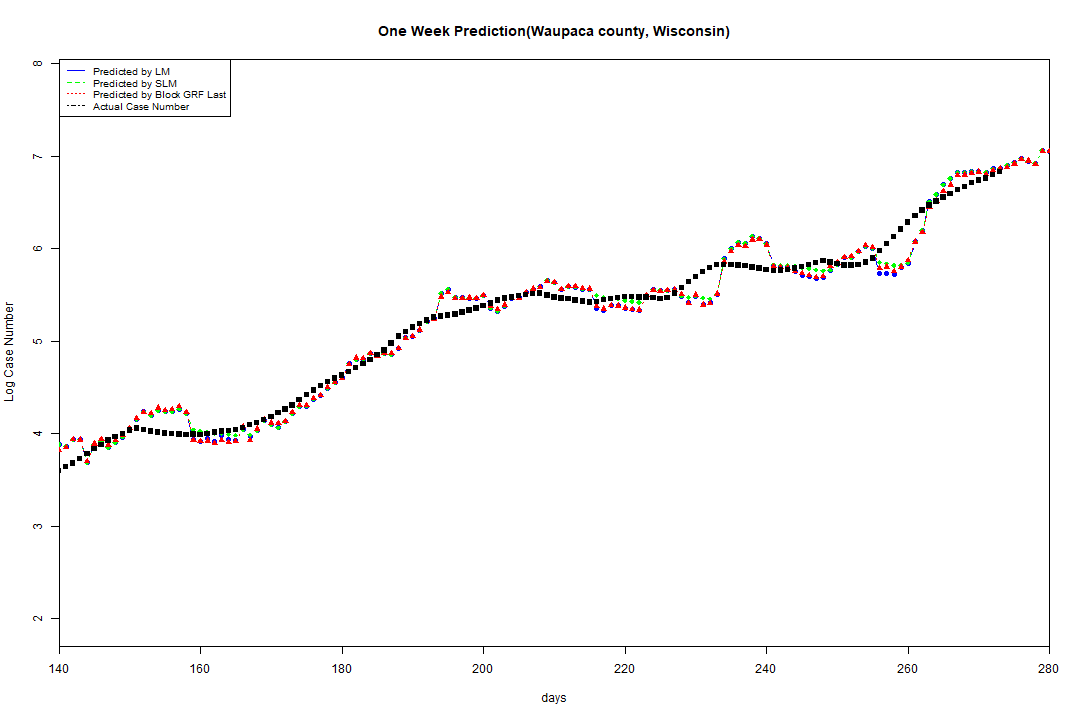 One Week Prediction(Waupaca county, Wisconsin)
Predicted by LM
Predicted by SLM
Predicted by Block GRF Last
Actual Case Number
8
7
6
5
4
3
2
Log Case Number
140 160 180 200 220 240 260 280
days